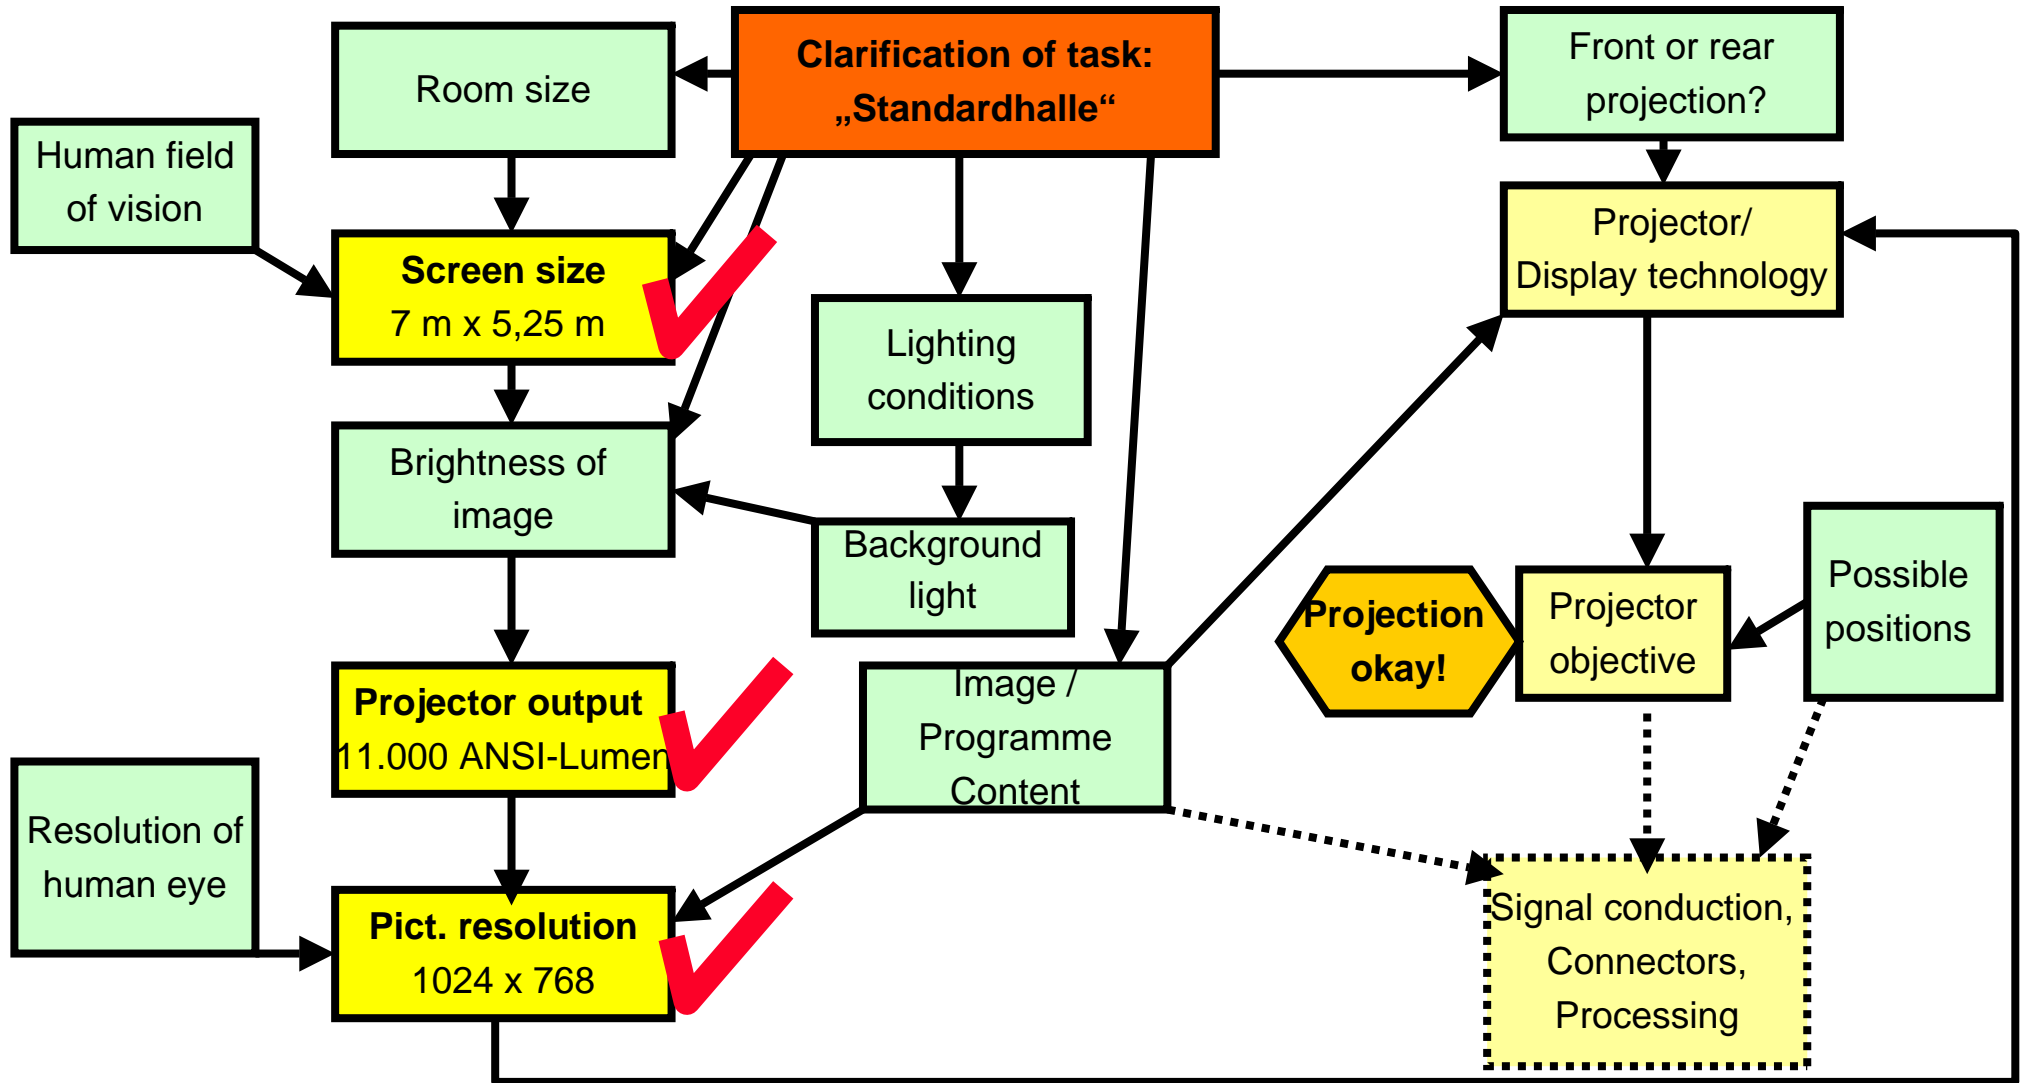 Room size
Clarification of task:
„Standardhalle“
Front or rear
projection?
Human field
of vision
Projector/
Display technology
Screen size
7 m x 5,25 m
Lighting
conditions
Brightness of
image
Background
light
Possible
positions
Projection
okay!
Projector
objective
Projector output
11.000 ANSI-Lumen
Image /
Programme
Content
Resolution of
human eye
Pict. resolution
1024 x 768
Signal conduction,
Connectors,
Processing